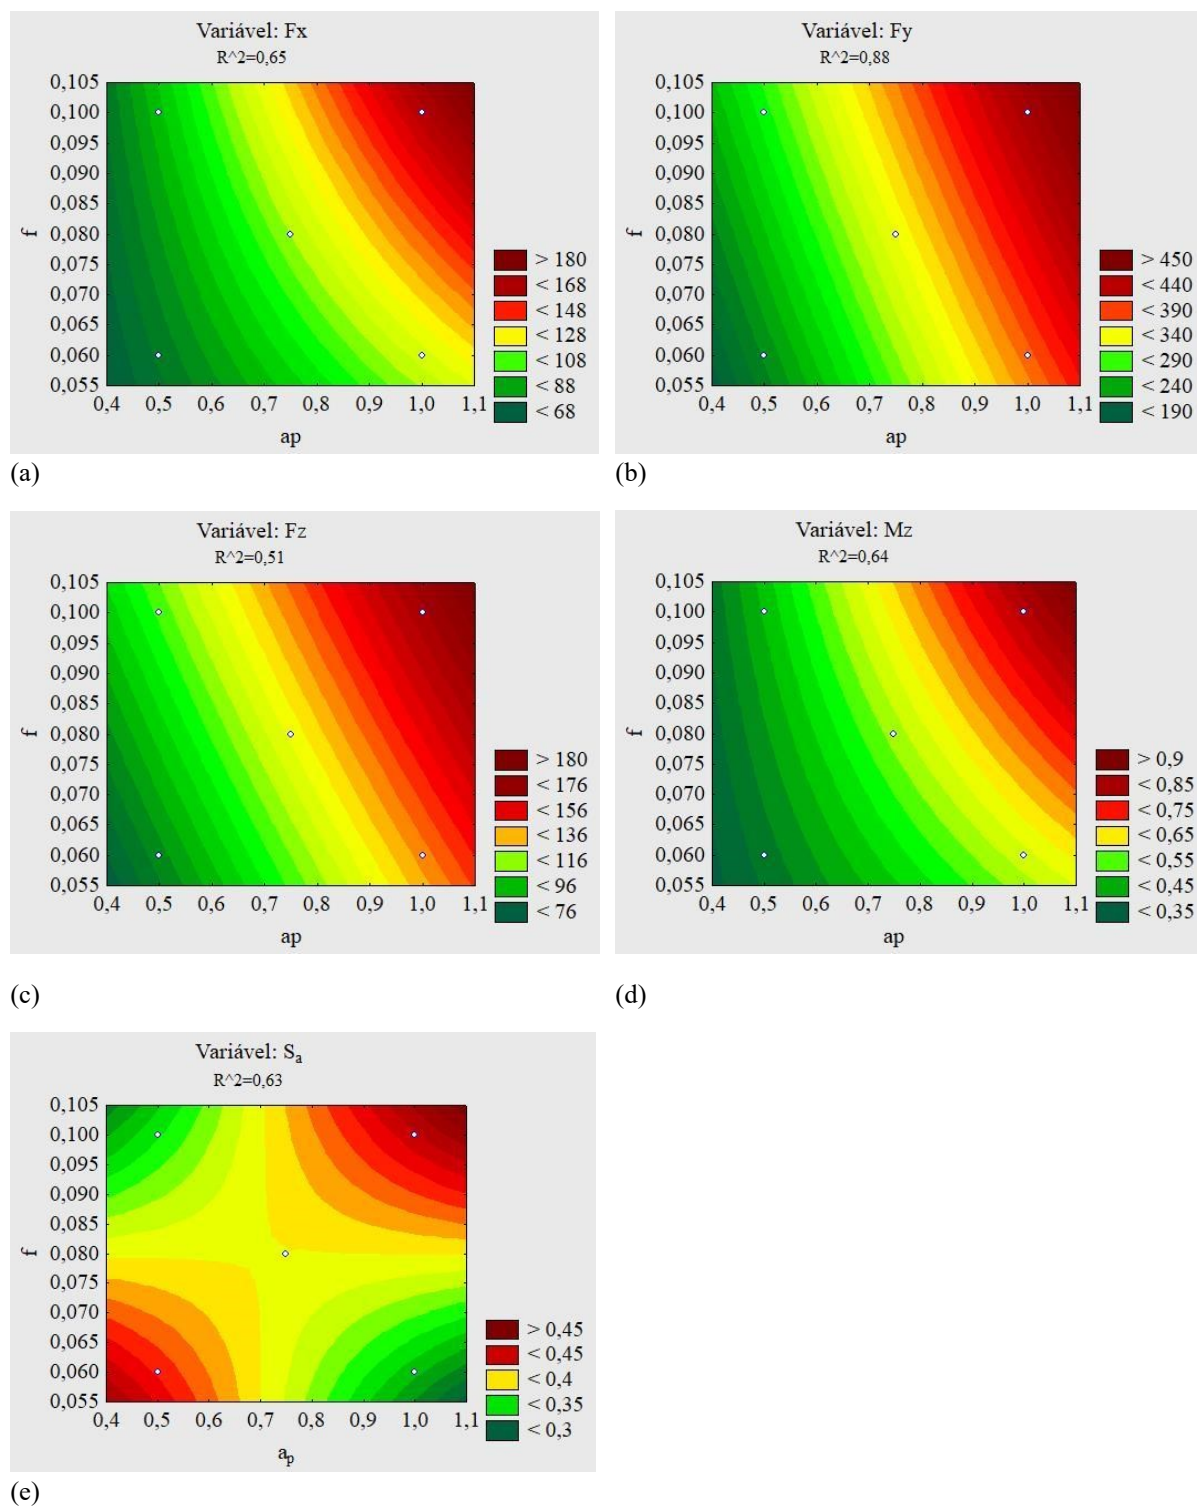 Variável: Fx
R^2=0,65
0,105
0,100
0,095
0,090
0,085
0,080
0,075
0,070
0,065
0,060
0,055
f
0,4 0,5 0,6 0,7 0,8 0,9 1,0 1,1
ap
> 180
< 168
< 148
< 128
< 108
< 88
< 68
(a)
Variável: Fy
R^2=0,88
0,105
0,100
0,095
0,090
0,085
0,080
0,075
0,070
0,065
0,060
0,055
f
0,4 0,5 0,6 0,7 0,8 0,9 1,0 1,1
ap
> 450
< 440
< 390
< 340
< 290
< 240
< 190
(b)
Variável: Fz
R^2=0,51
0,105
0,100
0,095
0,090
0,085
0,080
0,075
0,070
0,065
0,060
0,055
f
0,4 0,5 0,6 0,7 0,8 0,9 1,0 1,1
ap
> 180
< 176
< 156
< 136
< 116
< 96
< 76
(c)
Variável: Mz
R^2=0,64
0,105
0,100
0,095
0,090
0,085
0,080
0,075
0,070
0,065
0,060
0,055
f
0,4 0,5 0,6 0,7 0,8 0,9 1,0 1,1
ap
> 0,9
< 0,85
< 0,75
< 0,65
< 0,55
< 0,45
< 0,35
(d)
Variável: Sa
R^2=0,63
0,105
0,100
0,095
0,090
0,085
0,080
0,075
0,070
0,065
0,060
0,055
f
0,4 0,5 0,6 0,7 0,8 0,9 1,0 1,1
ap
> 0,45
< 0,45
< 0,4
< 0,35
< 0,3
(e)